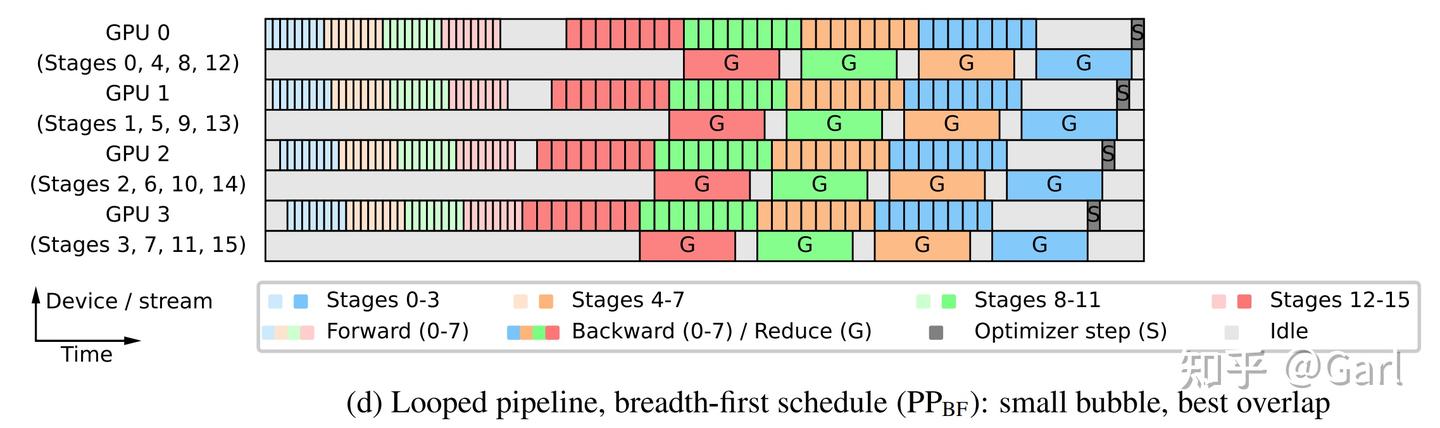 GPU 0
S
(Stages 0, 4, 8, 12)
G G G G
GPU 1
S
(Stages 1, 5, 9, 13)
G G G G
GPU 2
S
(Stages 2, 6, 10, 14)
G G G G
GPU 3
S
(Stages 3, 7, 11, 15)
G G G G
Device / stream
Time
Stages 0-3 Stages 4-7 Stages 8-11 Stages 12-15
Forward (0-7) Backward (0-7) / Reduce (G) Optimizer step (S) Idle
知乎 @Garl
(d) Looped pipeline, breadth-first schedule (PPBF): small bubble, best overlap